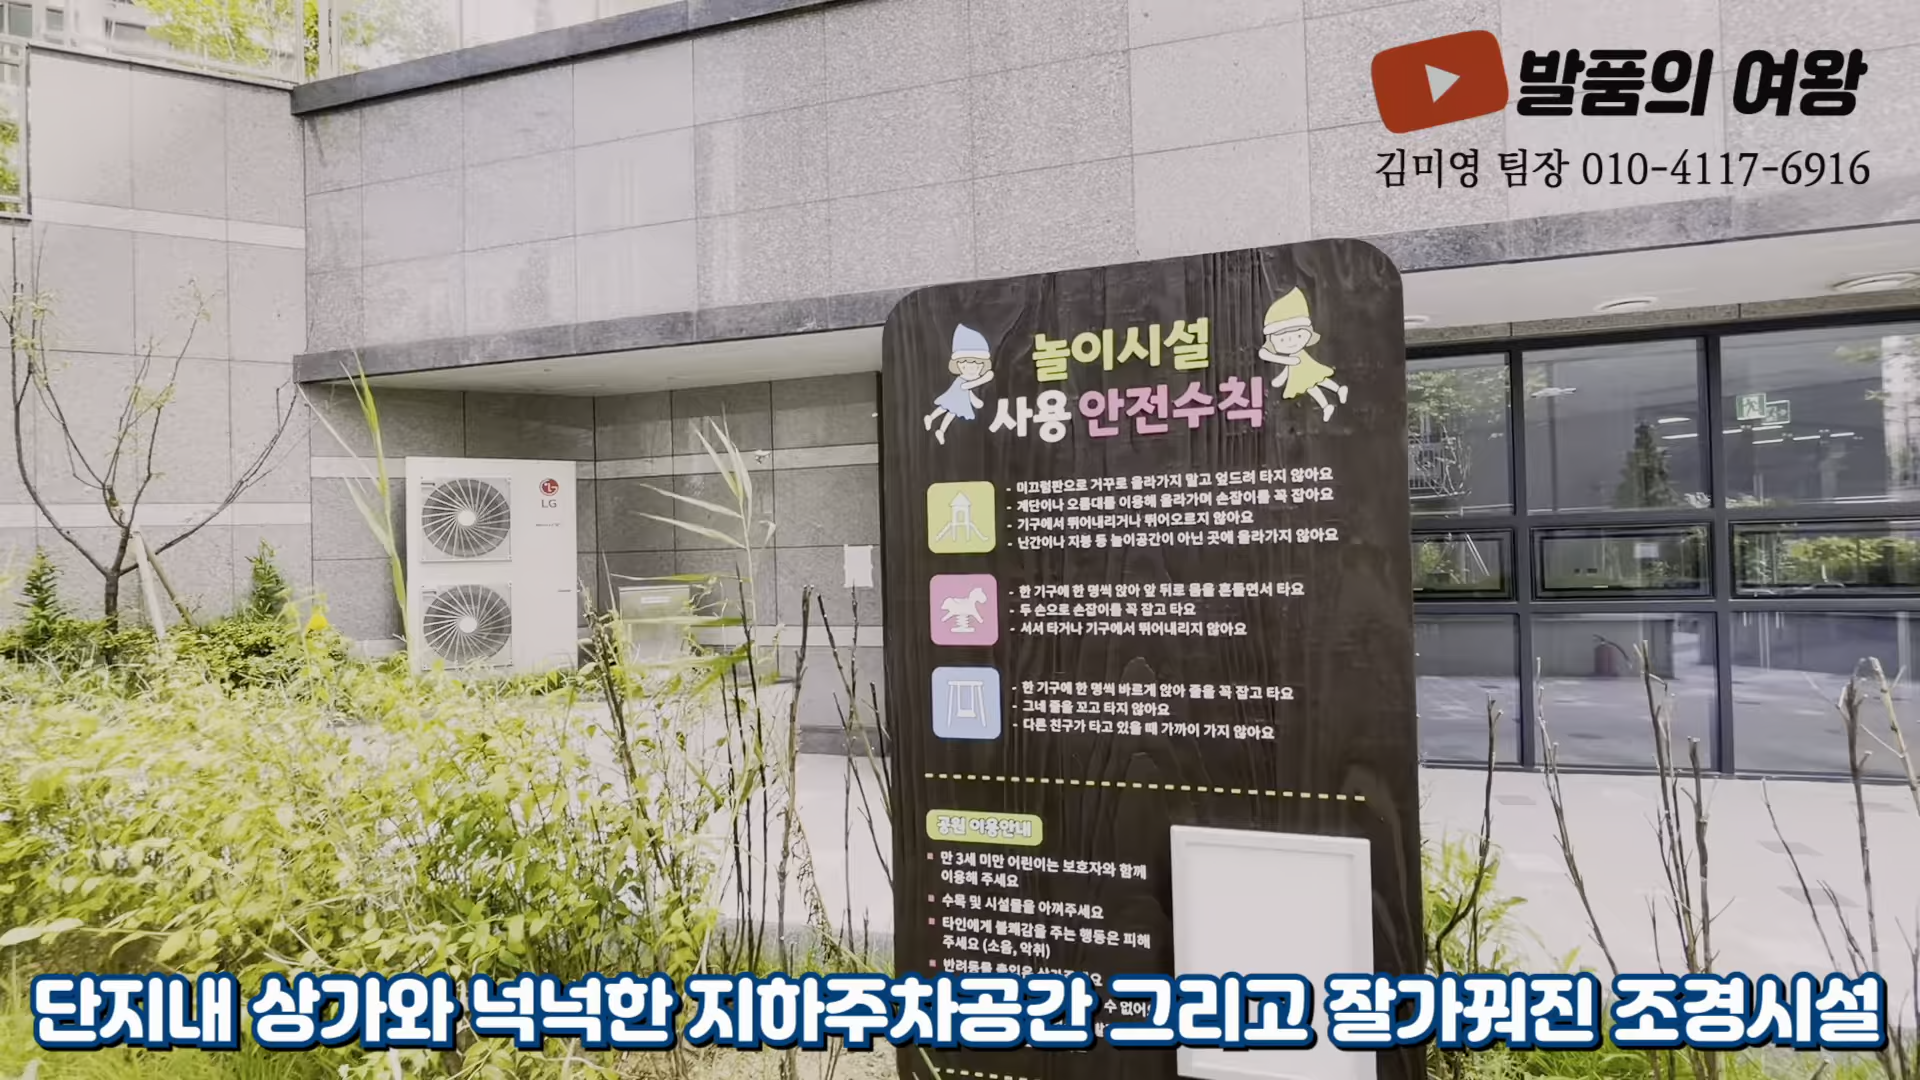 발품의 여왕
김미영 팀장 010-4117-6916
놀이시설
사용 안전수칙
- 미끄럼판으로 거꾸로 올라가지 말고 엎드려 타지 않아요
- 계단이나 오름대를 이용해 올라가며 손잡이를 꼭 잡아요
- 기구에서 뛰어내리거나 뛰어오르지 않아요
- 난간이나 지붕 등 놀이공간이 아닌 곳에 올라가지 않아요
- 한 기구에 한 명씩 앉아 앞 뒤로 몸을 흔들면서 타요
- 두 손으로 손잡이를 꼭 잡고 타요
- 서서 타거나 기구에서 뛰어내리지 않아요
- 한 기구에 한 명씩 바르게 앉아 줄을 꼭 잡고 타요
- 그네 줄을 꼬고 타지 않아요
- 다른 친구가 타고 있을 때 가까이 가지 않아요
공원 이용안내
만 3세 미만 어린이는 보호자와 함께
이용해 주세요
수목 및 시설물을 아껴주세요
타인에게 불쾌감을 주는 행동은 피해
주세요 (소음, 악취)
반려동물
LG
단지내 상가와 넉넉한 지하주차공간 그리고 잘가꿔진 조경시설